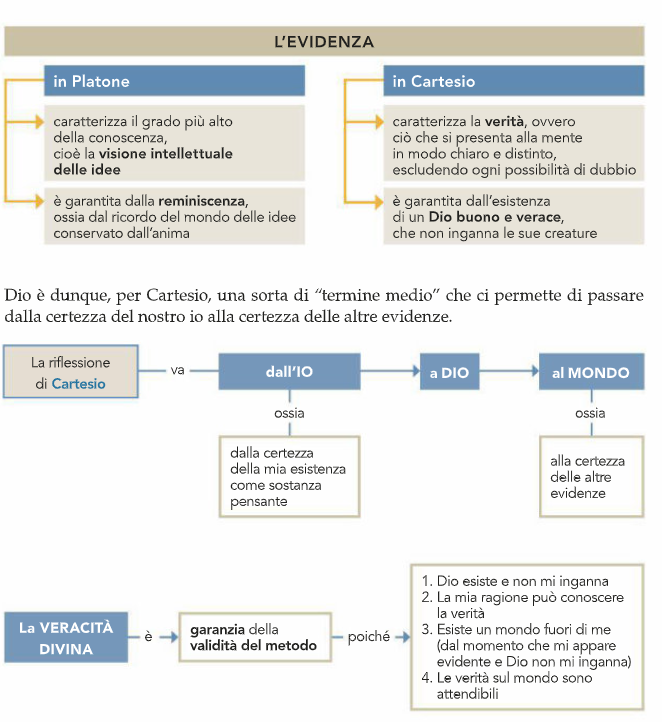 L'EVIDENZA
in Platone
caratterizza il grado più alto
della conoscenza,
cioè la visione intellettuale
delle idee
è garantita dalla reminiscenza,
ossia dal ricordo del mondo delle idee
conservato dall'anima
in Cartesio
caratterizza la verità, ovvero
ciò che si presenta alla mente
in modo chiaro e distinto,
escludendo ogni possibilità di dubbio
è garantita dall'esistenza
di un Dio buono e verace,
che non inganna le sue creature
Dio è dunque, per Cartesio, una sorta di “termine medio” che ci permette di passare
dalla certezza del nostro io alla certezza delle altre evidenze.
La riflessione
di Cartesio
va
dall'IO
a DIO
al MONDO
ossia
ossia
dalla certezza
della mia esistenza
come sostanza
pensante
alla certezza
delle altre
evidenze
La VERACITÀ
DIVINA
è
garanzia della
validità del metodo
poiché
1. Dio esiste e non mi inganna
2. La mia ragione può conoscere
la verità
3. Esiste un mondo fuori di me
(dal momento che mi appare
evidente e Dio non mi inganna)
4. Le verità sul mondo sono
attendibili